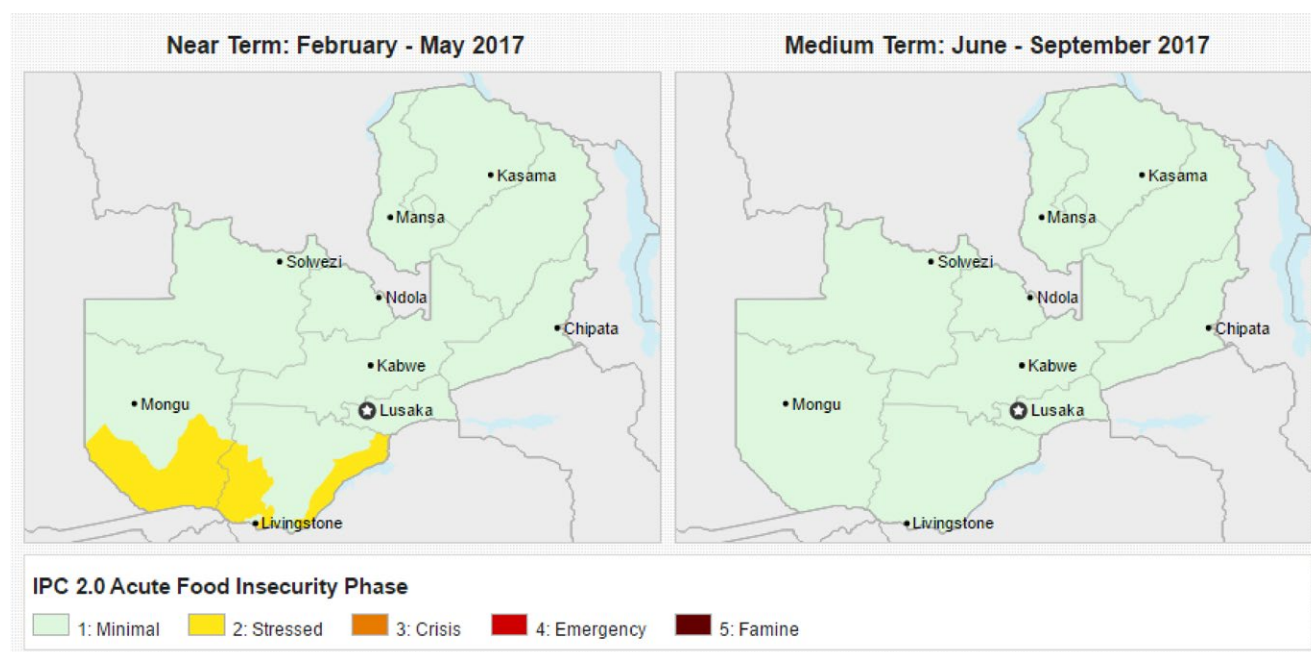 Near Term: February - May 2017
Kasama
Mansa
Solwezi
Ndola
Chipata
Kabwe
Mongu
Lusaka
Livingstone
Medium Term: June - September 2017
Kasama
Mansa
Solwezi
Ndola
Chipata
Kabwe
Mongu
Lusaka
Livingstone
IPC 2.0 Acute Food Insecurity Phase
1: Minimal 2: Stressed 3: Crisis 4: Emergency 5: Famine